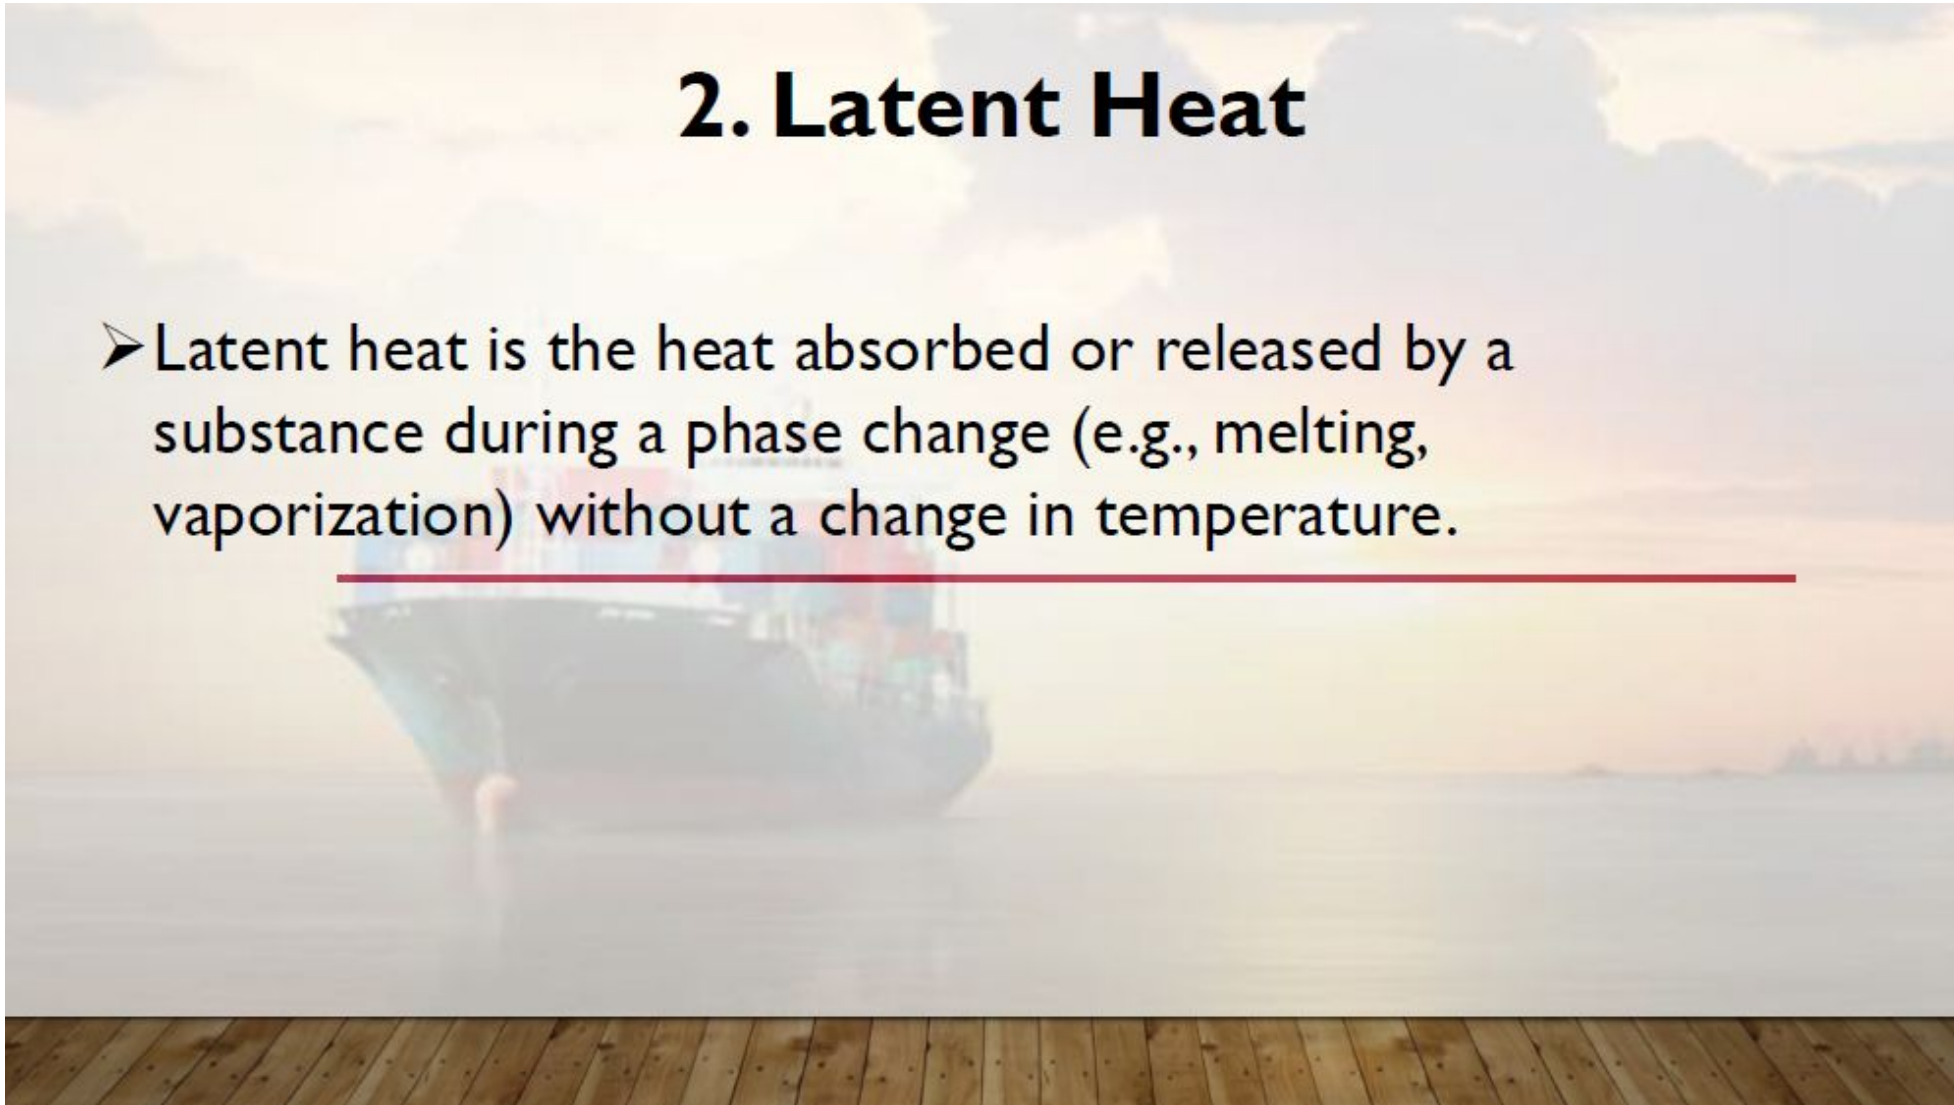 2. Latent Heat
➢Latent heat is the heat absorbed or released by a
substance during a phase change (e.g., melting,
vaporization) without a change in temperature.